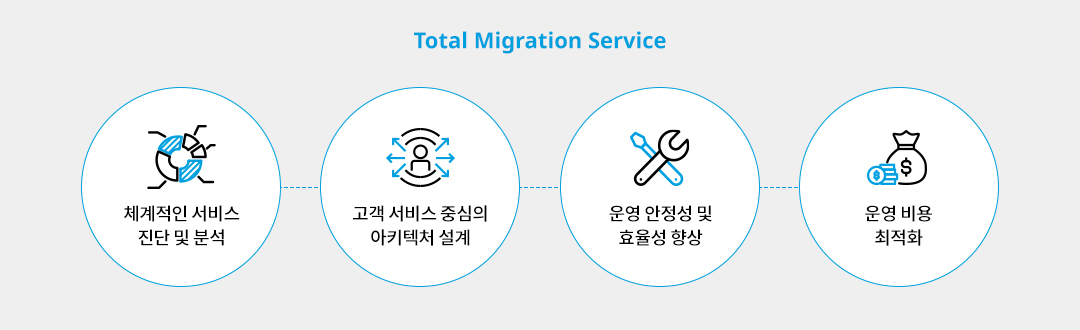 Total Migration Service
체계적인 서비스
진단 및 분석
고객 서비스 중심의
아키텍처 설계
운영 안정성 및
효율성 향상
운영 비용
최적화